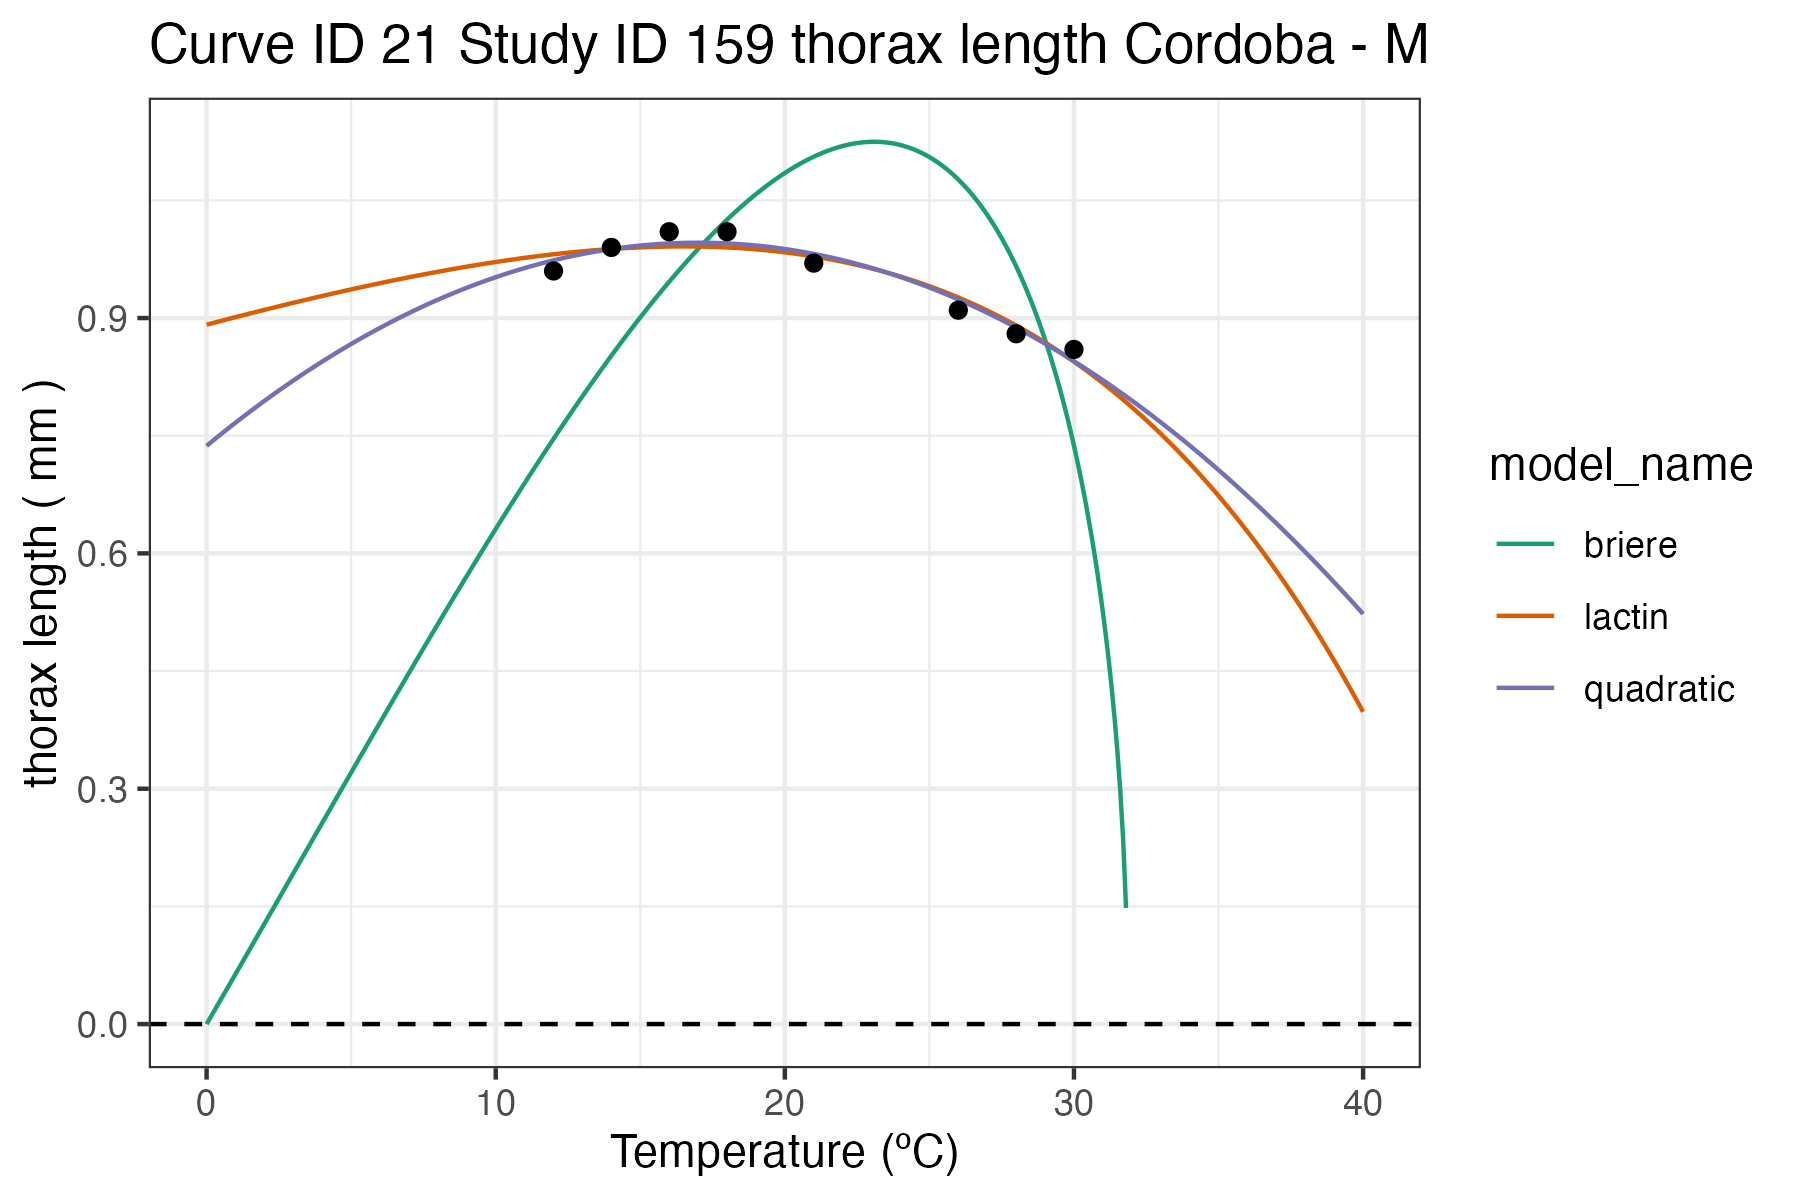 Curve ID 21 Study ID 159 thorax length Cordoba - M
thorax length ( mm )
0.9
0.6
0.3
0.0
0
10
20
30
40
Temperature (ºC)
model_name
briere
lactin
quadratic